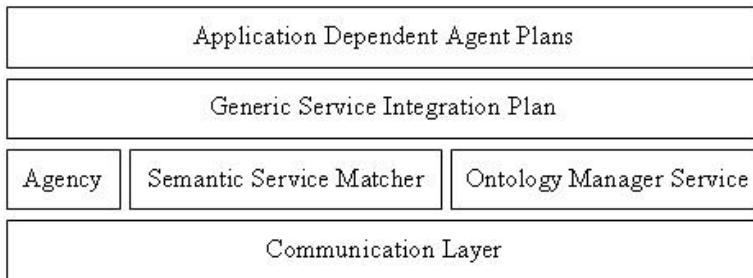 Application Dependent Agent Plans
Generic Service Integration Plan
Agency
Semantic Service Matcher
Ontology Manager Service
Communication Layer